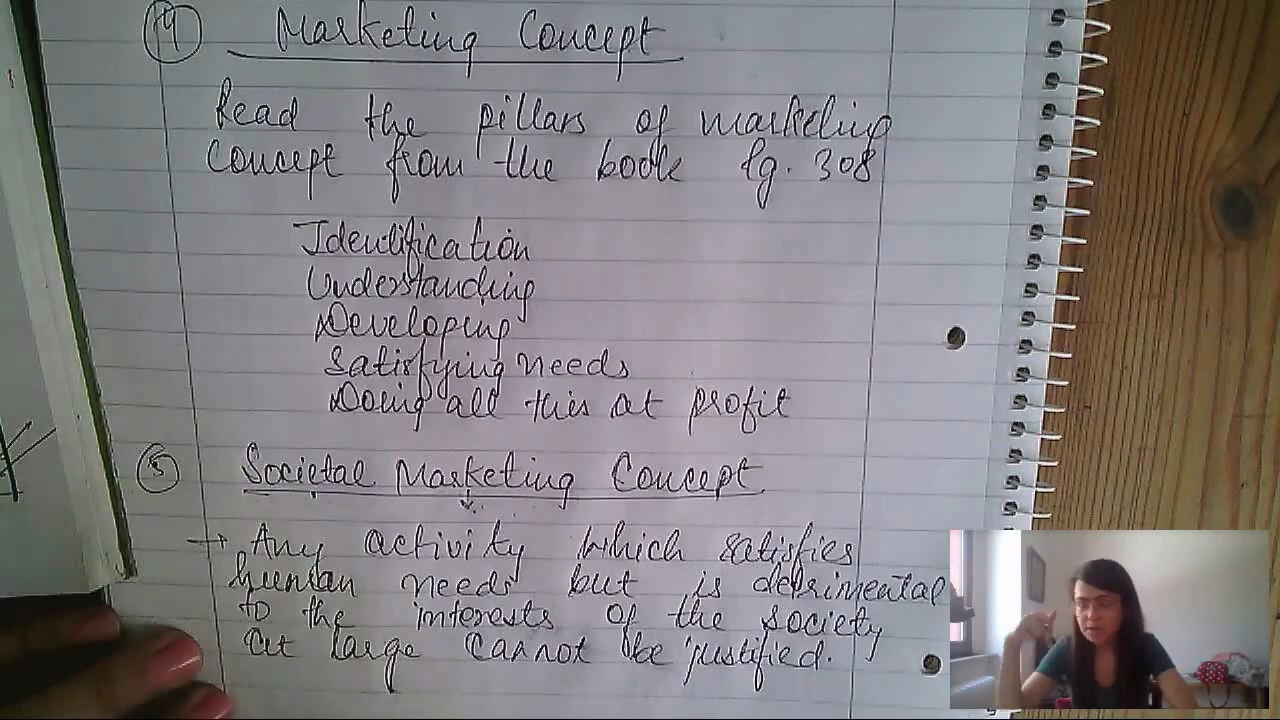 4 Marketing Concept
Read the pillars of marketing
concept from the book Pg. 308
Identification
Understanding
Developing
Satisfying needs
Doing all this at profit
5 Societal Marketing Concept
→ Any activity which satisfies
human needs but is detrimental
to the interests of the society
at large cannot be justified.